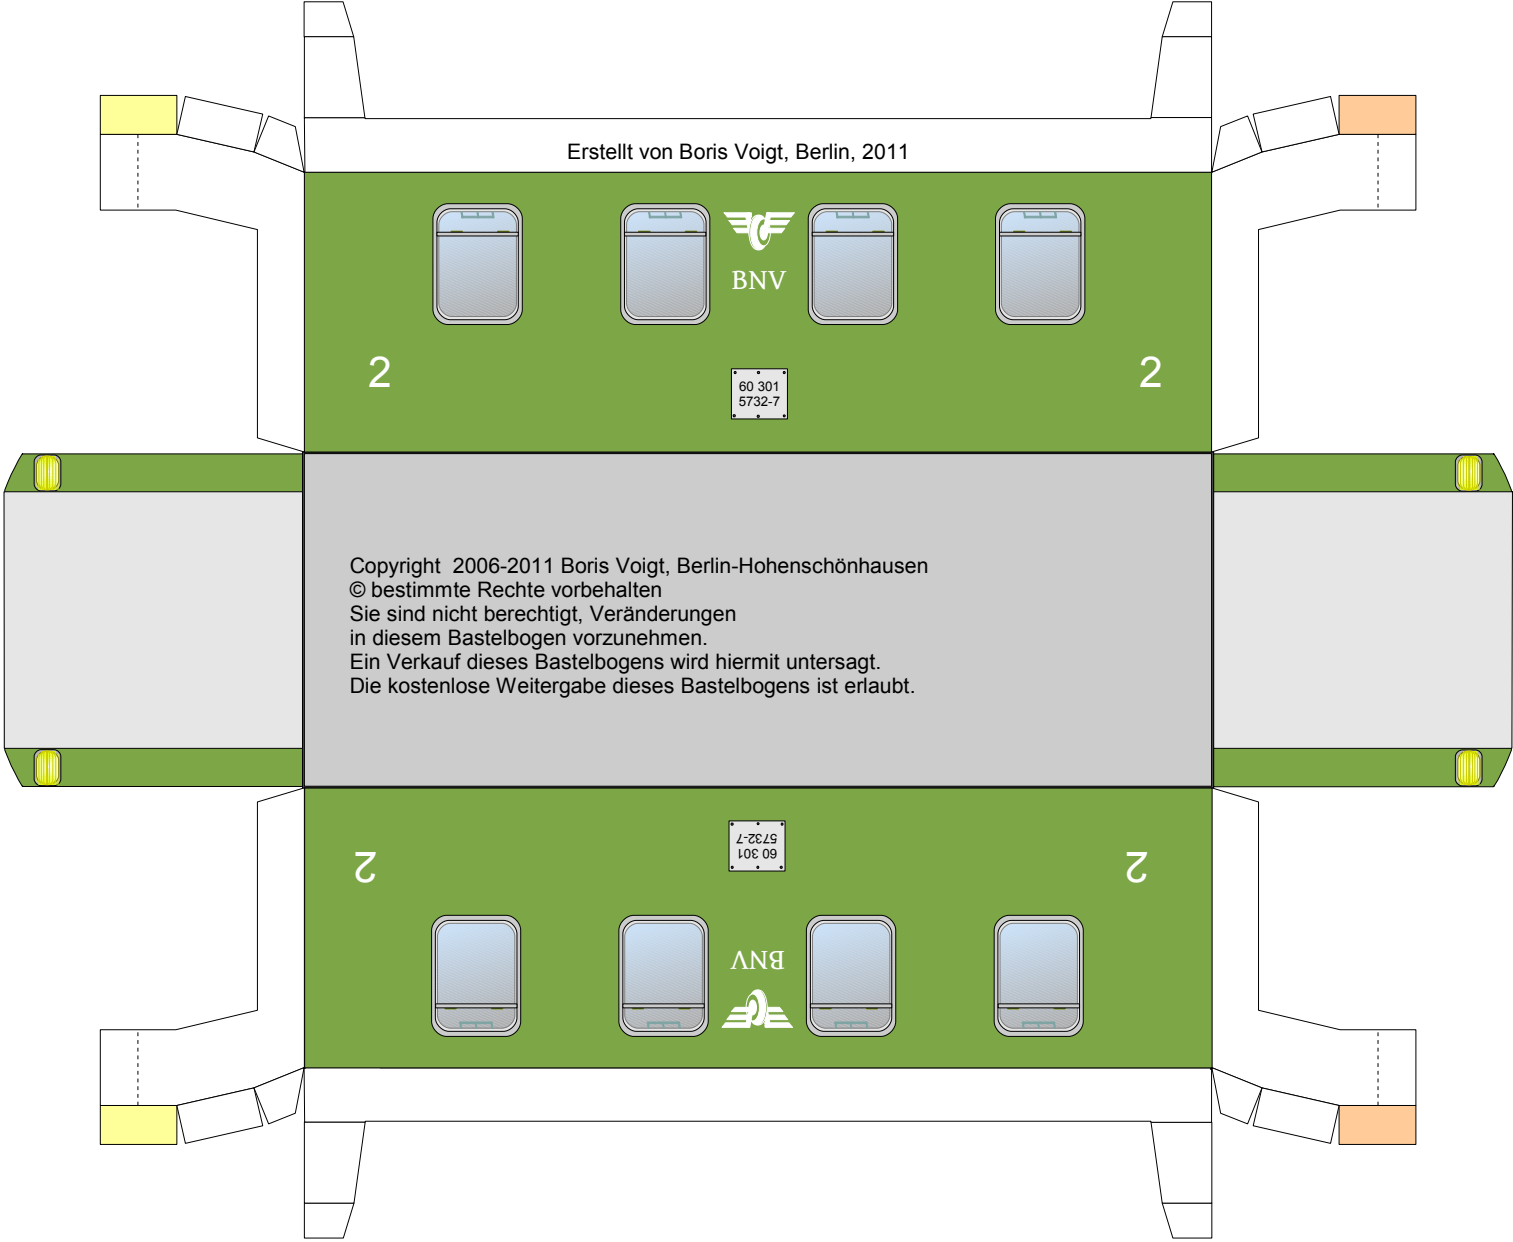 Erstellt von Boris Voigt, Berlin, 2011
BNV
2
2
60 301
5732-7
Copyright  2006-2011 Boris Voigt, Berlin-Hohenschönhausen
© bestimmte Rechte vorbehalten
Sie sind nicht berechtigt, Veränderungen
in diesem Bastelbogen vorzunehmen.
Ein Verkauf dieses Bastelbogens wird hiermit untersagt.
Die kostenlose Weitergabe dieses Bastelbogens ist erlaubt.
60 301
5732-7
2
2
BNV